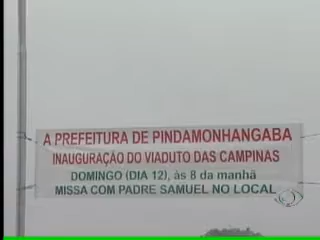 A PREFEITURA DE PINDAMONHANGABA
INAUGURAÇÃO DO VIADUTO DAS CAMPINAS
DOMINGO (DIA 12), às 8 da manhã
MISSA COM PADRE SAMUEL NO LOCAL